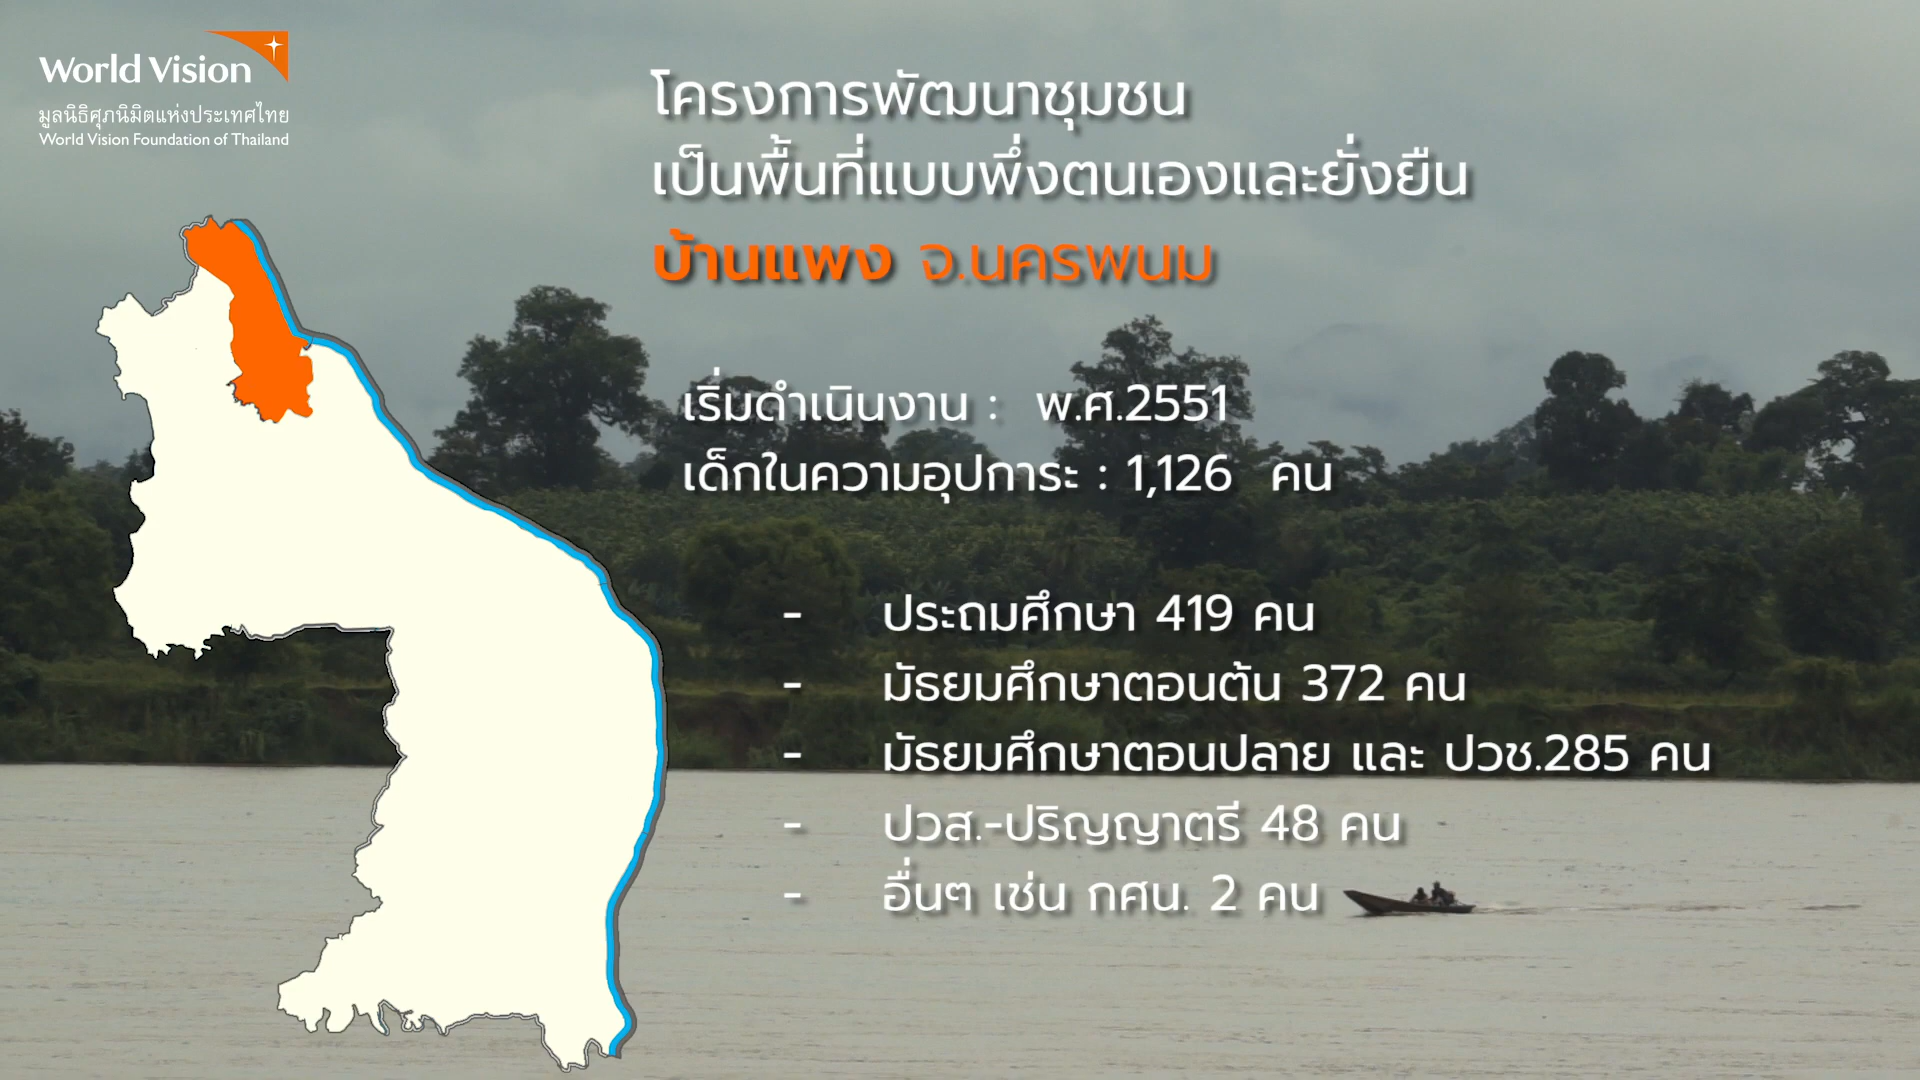 World Vision
มูลนิธิศุภนิมิตแห่งประเทศไทย
World Vision Foundation of Thailand
โครงการพัฒนาชุมชน
เป็นพื้นที่แบบพึ่งตนเองและยั่งยืน
บ้านแพง จ.นครพนม
เริ่มดำเนินงาน : พ.ศ.2551
เด็กในความอุปการะ : 1,126 คน
- ประถมศึกษา 419 คน
- มัธยมศึกษาตอนต้น 372 คน
- มัธยมศึกษาตอนปลาย และ ปวช.285 คน
- ปวส.-ปริญญาตรี 48 คน
- อื่นๆ เช่น กศน. 2 คน